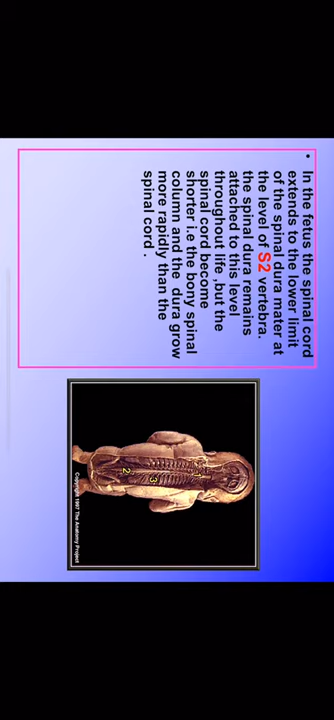 • In the fetus the spinal cord
extends to the lower limit
of the spinal dura mater at
the level of S2 vertebra.
the spinal dura remains
attached to this level
throughout life ,but the
spinal cord become
shorter i.e the bony spinal
column and the dura grow
more rapidly than the
spinal cord .
2
3
Copyright 1997 The Anatomy Project